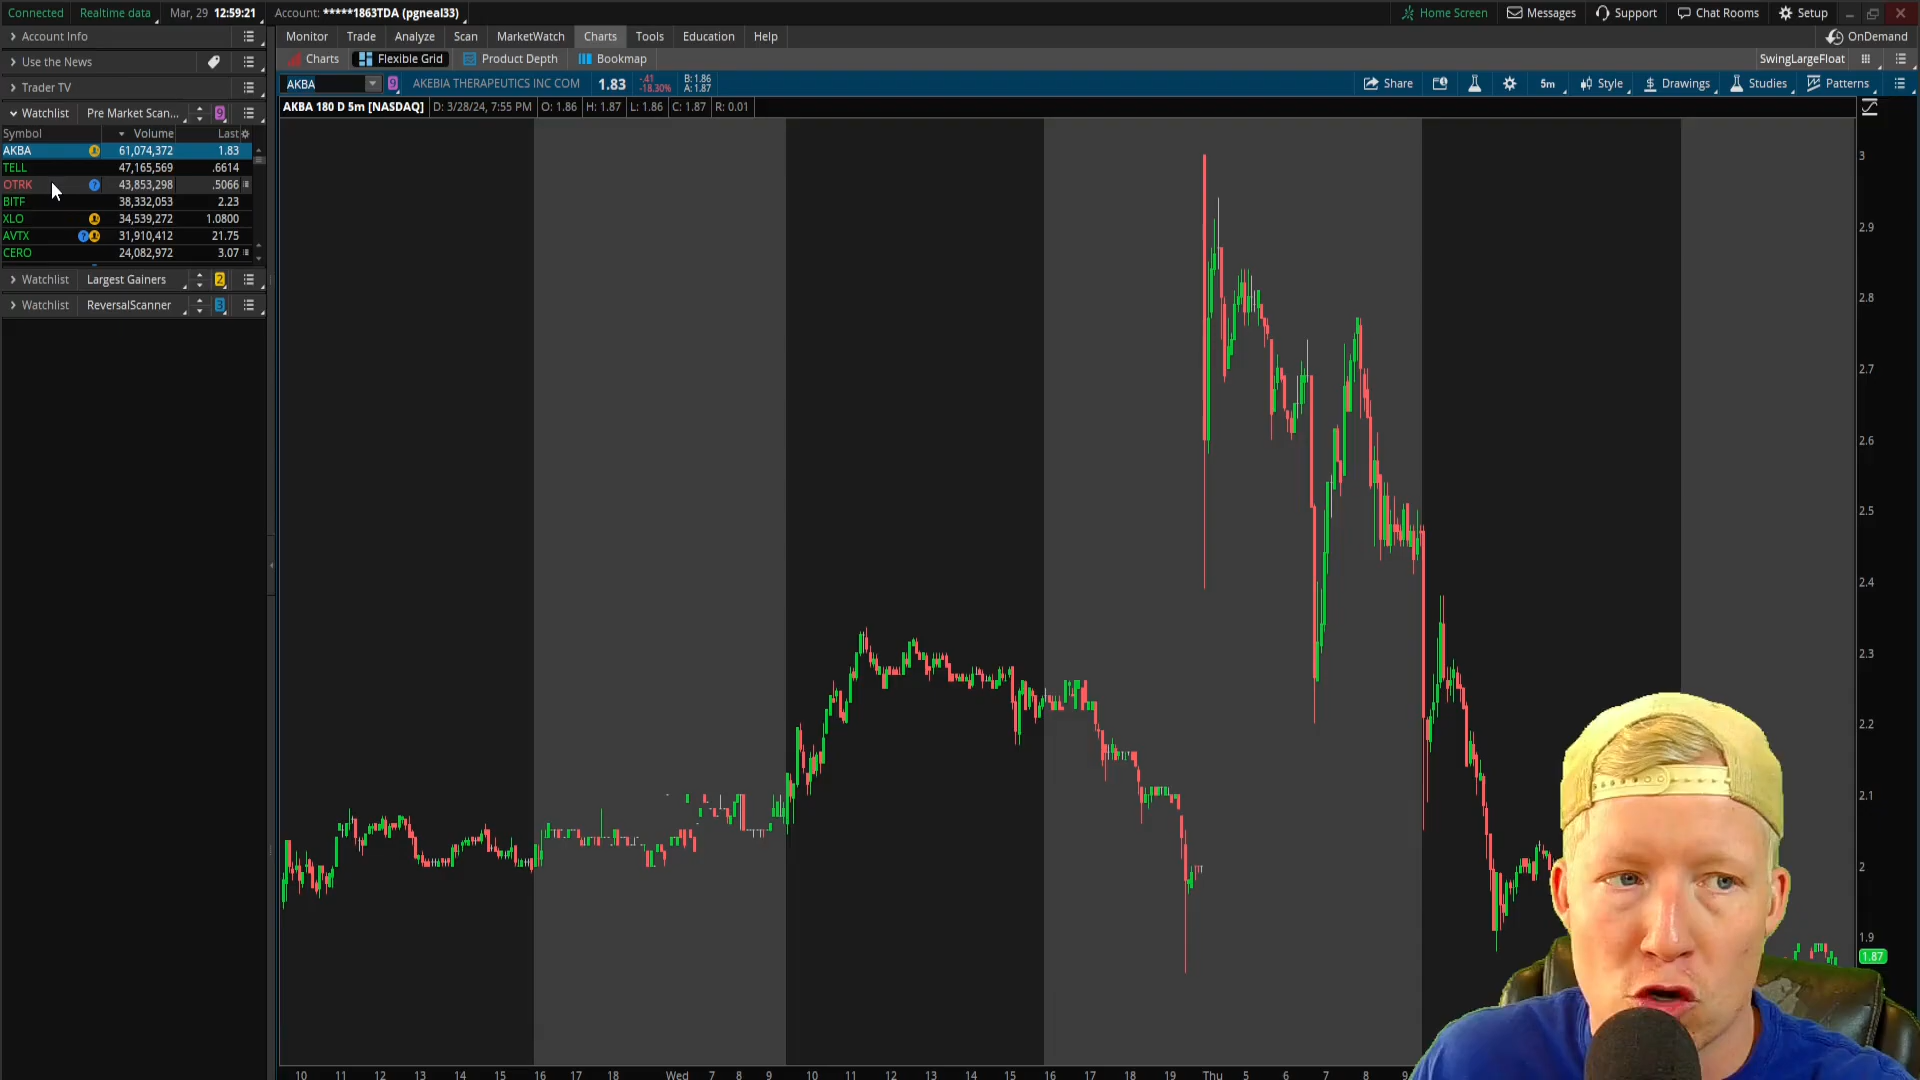 Connected Realtime data Mar, 29 12:59:21 Account: *****1863TDA (pgneal33) Home Screen Messages Support Chat Rooms Setup
Account Info Monitor Trade Analyze Scan MarketWatch Charts Tools Education Help OnDemand
Use the News Charts Flexible Grid Product Depth Bookmap SwingLargeFloat
Trader TV AKBA 9 AKEBIA THERAPEUTICS INC COM 1.83 -.41 -18.30% B: 1.86 A: 1.87 Share 5m Style Drawings Studies Patterns
Watchlist Pre Market Scan... 9 AKBA 180 D 5m [NASDAQ] D: 3/28/24, 7:55 PM O: 1.86 H: 1.87 L: 1.86 C: 1.87 R: 0.01
Symbol Volume Last
AKBA 61,074,372 1.83
TELL 47,165,569 .6614
OTRK ? 43,853,298 .5066
BITF 38,332,053 2.23
XLO 34,539,272 1.0800
AVTX ? 31,910,412 21.75
CERO 24,082,972 3.07
Watchlist Largest Gainers 2
Watchlist ReversalScanner 3
3
2.9
2.8
2.7
2.6
2.5
2.4
2.3
2.2
2.1
2
1.9
1.87
10 11 12 13 14 15 16 17 18 Wed 7 8 9 10 11 12 13 14 15 16 17 18 19 Thu 5 6 7 8 9